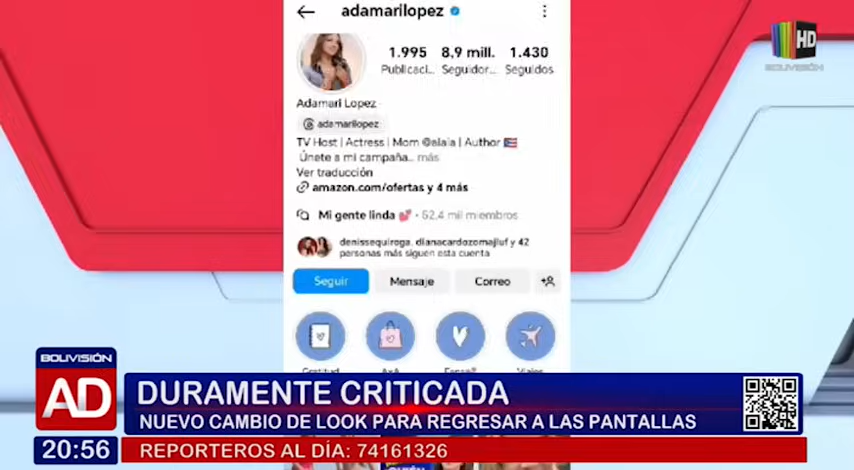 adamarilopez
HD
BOLIVISIÓN
1.995 8,9 mill. 1.430
Publicaci... Seguidor... Seguidos
Adamari Lopez
adamarilopez
TV Host | Actress | Mom @alaia | Author 🇵🇷
Únete a mi campaña... más
Ver traducción
amazon.com/ofertas y 4 más
Mi gente linda 💕 • 52,4 mil miembros
denissequiroga, dianacardozomajluf y 42
personas más siguen esta cuenta
Seguir Mensaje Correo
Gratitud AxA Viajes
BOLIVISIÓN
AD
DURAMENTE CRITICADA
NUEVO CAMBIO DE LOOK PARA REGRESAR A LAS PANTALLAS
20:56
REPORTEROS AL DÍA: 74161326